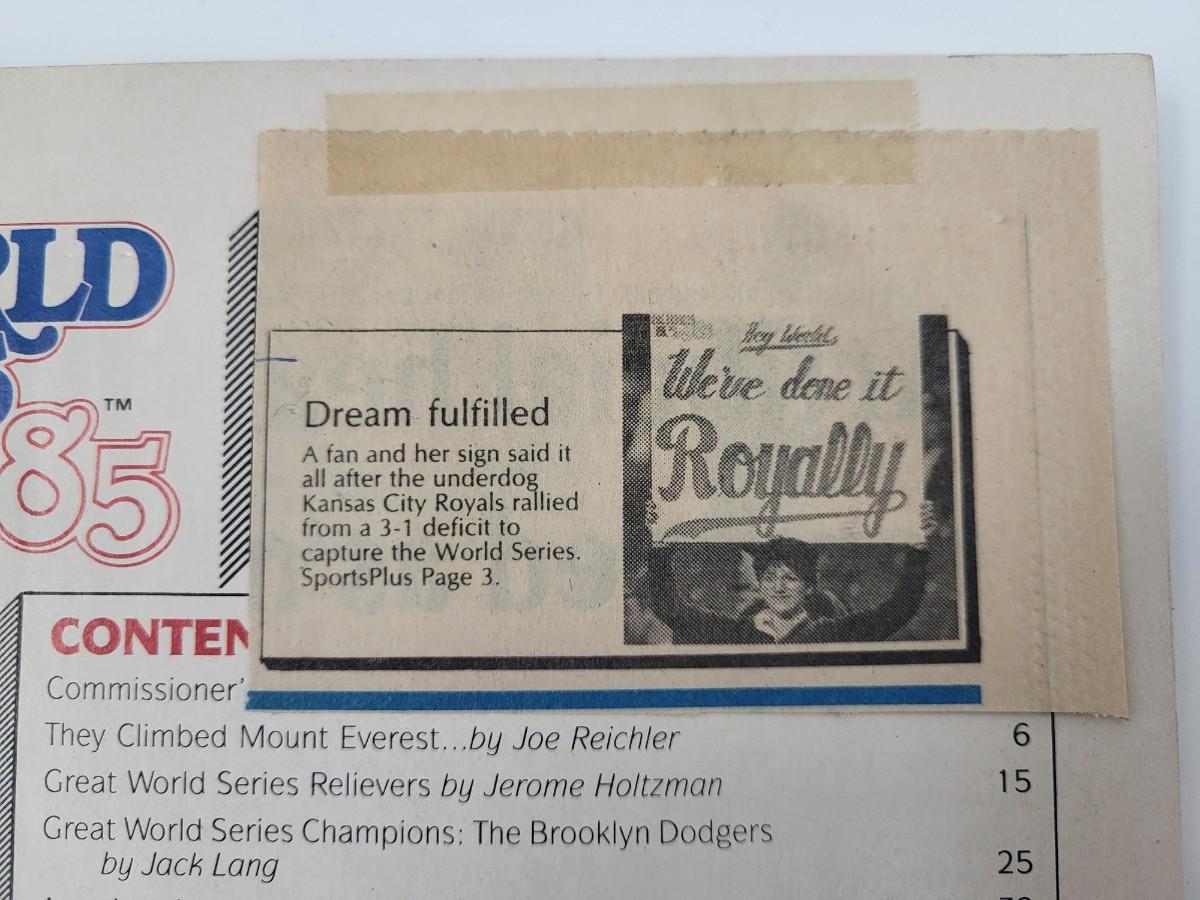 RLD
85™
Hey World,
We've done it
Royally
Dream fulfilled
A fan and her sign said it
all after the underdog
Kansas City Royals rallied
from a 3-1 deficit to
capture the World Series.
SportsPlus Page 3.
CONTEN
Commissioner'
They Climbed Mount Everest...by Joe Reichler 6
Great World Series Relievers by Jerome Holtzman 15
Great World Series Champions: The Brooklyn Dodgers
by Jack Lang 25